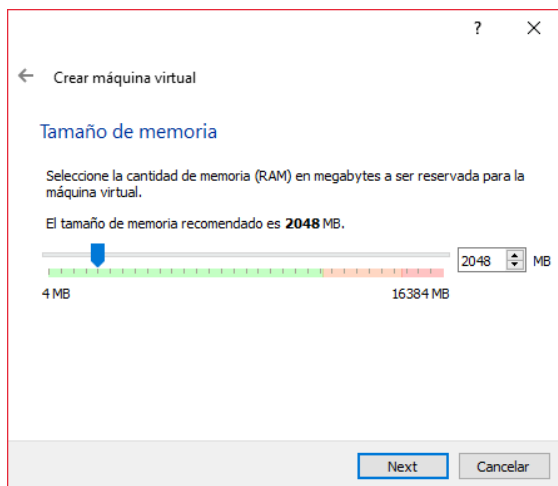 ?
Crear máquina virtual
Tamaño de memoria
Seleccione la cantidad de memoria (RAM) en megabytes a ser reservada para la
máquina virtual.
El tamaño de memoria recomendado es 2048 MB.
2048 MB
4 MB 16384 MB
Next Cancelar